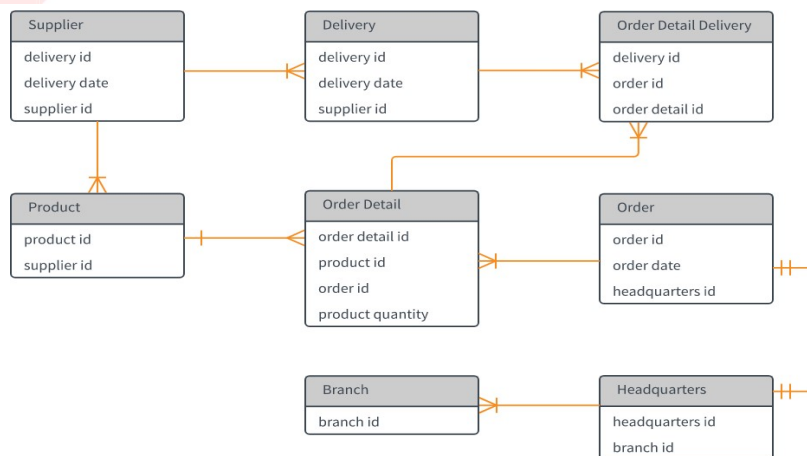 Supplier
delivery id
delivery date
supplier id
Delivery
delivery id
delivery date
supplier id
Order Detail Delivery
delivery id
order id
order detail id
Product
product id
supplier id
Order Detail
order detail id
product id
order id
product quantity
Order
order id
order date
headquarters id
Branch
branch id
Headquarters
headquarters id
branch id